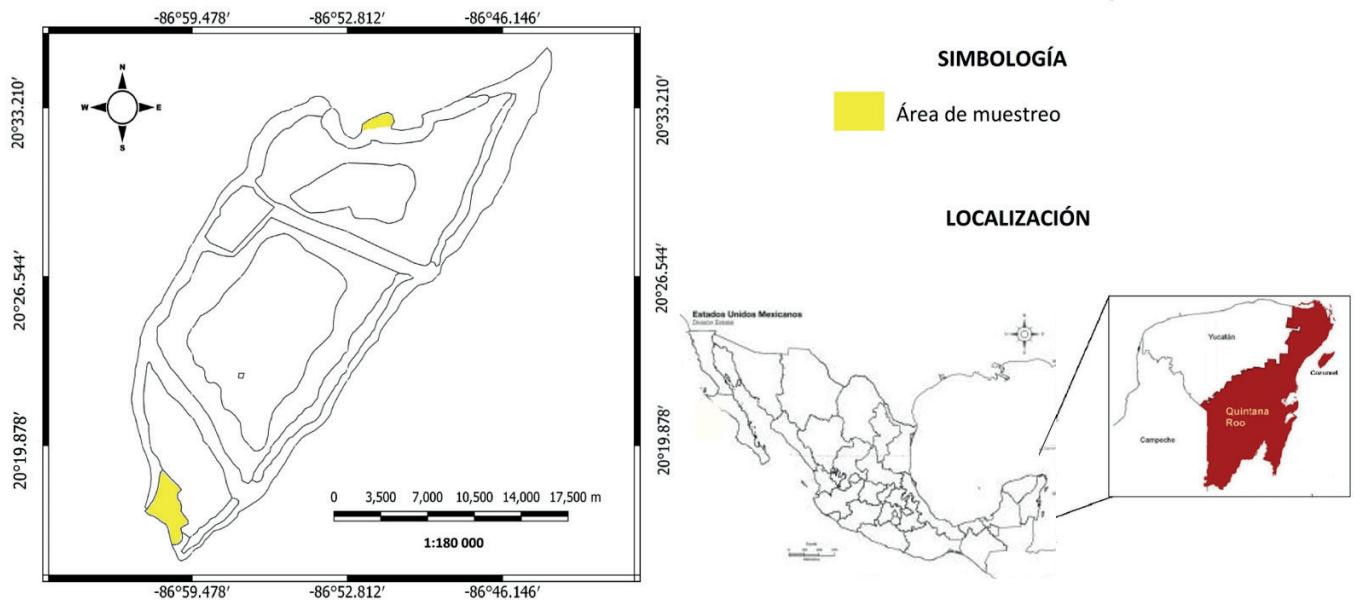 -86°59.478′ -86°52.812′ -86°46.146′
N
W E
S
20°33.210′ 20°33.210′
20°26.544′ 20°26.544′
20°19.878′ 20°19.878′
0 3,500 7,000 10,500 14,000 17,500 m
1:180 000
-86°59.478′ -86°52.812′ -86°46.146′
SIMBOLOGÍA
Área de muestreo
LOCALIZACIÓN
Estados Unidos Mexicanos
División Estatal
Yucatán
Cozumel
Quintana
Roo
Campeche